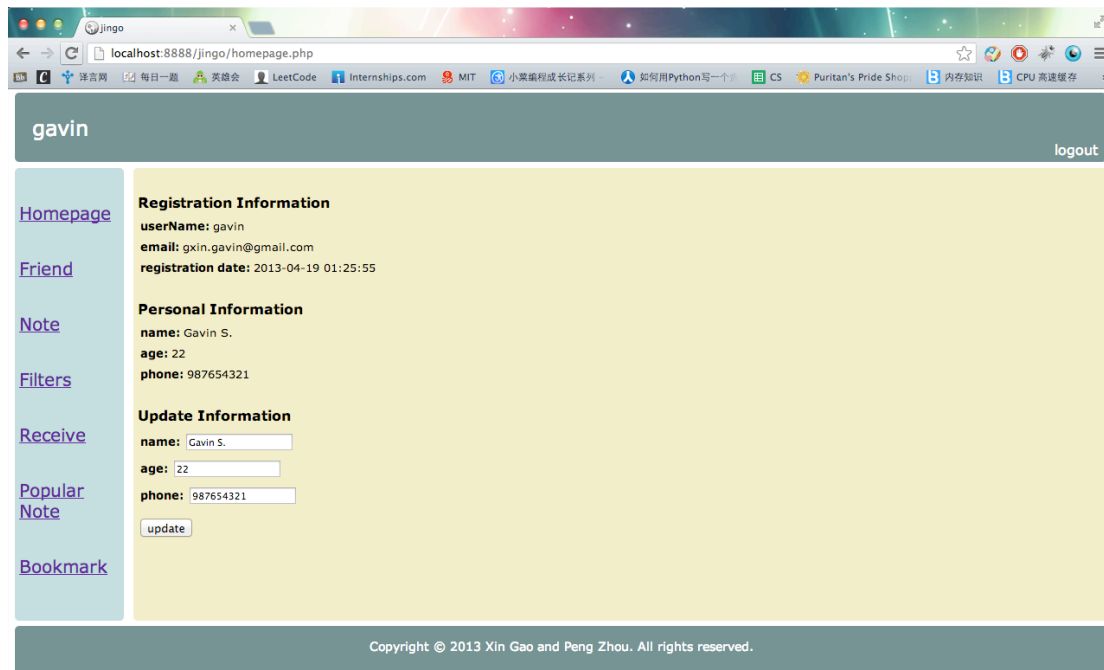 jingo
localhost:8888/jingo/homepage.php
译言网 每日一题 英雄会 LeetCode Internships.com MIT 小菜编程成长记系列 - 如何用Python写一个 CS Puritan's Pride Shop 内存知识 CPU 高速缓存
gavin
logout
Homepage
Friend
Note
Filters
Receive
Popular
Note
Bookmark
Registration Information
userName: gavin
email: gxin.gavin@gmail.com
registration date: 2013-04-19 01:25:55
Personal Information
name: Gavin S.
age: 22
phone: 987654321
Update Information
name: Gavin S.
age: 22
phone: 987654321
update
Copyright © 2013 Xin Gao and Peng Zhou. All rights reserved.